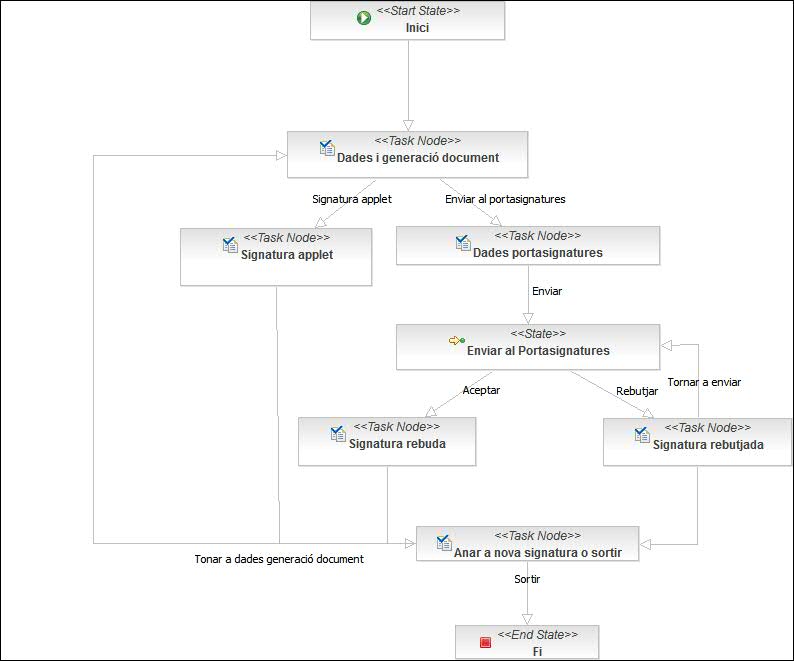 <<Start State>>
Inici
<<Task Node>>
Dades i generació document
Signatura applet
Enviar al portasignatures
<<Task Node>>
Signatura applet
<<Task Node>>
Dades portasignatures
Enviar
<<State>>
Enviar al Portasignatures
Aceptar
Rebutjar
Tornar a enviar
<<Task Node>>
Signatura rebuda
<<Task Node>>
Signatura rebutjada
<<Task Node>>
Anar a nova signatura o sortir
Tonar a dades generació document
Sortir
<<End State>>
Fi